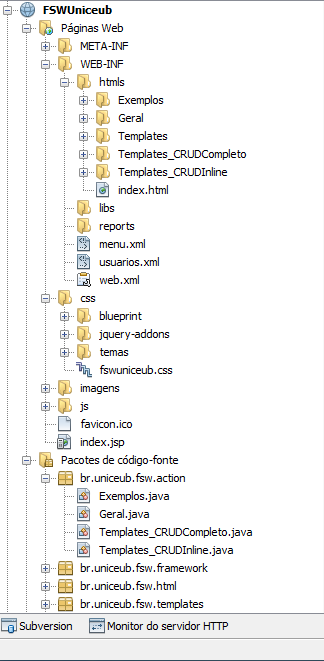 FSWUniceub
Páginas Web
META-INF
WEB-INF
htmls
Exemplos
Geral
Templates
Templates_CRUDCompleto
Templates_CRUDInline
index.html
libs
reports
menu.xml
usuarios.xml
web.xml
css
blueprint
jquery-addons
temas
fswuniceub.css
imagens
js
favicon.ico
index.jsp
Pacotes de código-fonte
br.uniceub.fsw.action
Exemplos.java
Geral.java
Templates_CRUDCompleto.java
Templates_CRUDInline.java
br.uniceub.fsw.framework
br.uniceub.fsw.html
br.uniceub.fsw.templates
Subversion Monitor do servidor HTTP